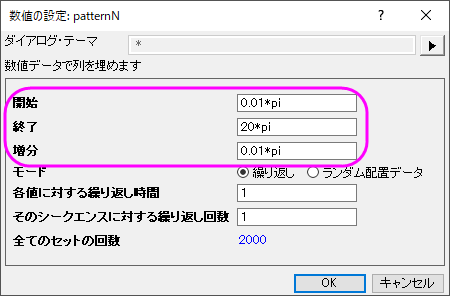 数値の設定: patternN
?
×
ダイアログ・テーマ *
数値データで列を埋めます
開始 0.01*pi
終了 20*pi
増分 0.01*pi
モード 繰り返し ランダム配置データ
各値に対する繰り返し時間 1
そのシークエンスに対する繰り返し回数 1
全てのセットの回数 2000
OK キャンセル